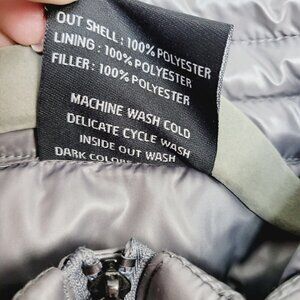 OUT SHELL : 100% POLYESTER
LINING : 100% POLYESTER
FILLER : 100% POLYESTER
MACHINE WASH COLD
DELICATE CYCLE WASH
INSIDE OUT WASH
DARK